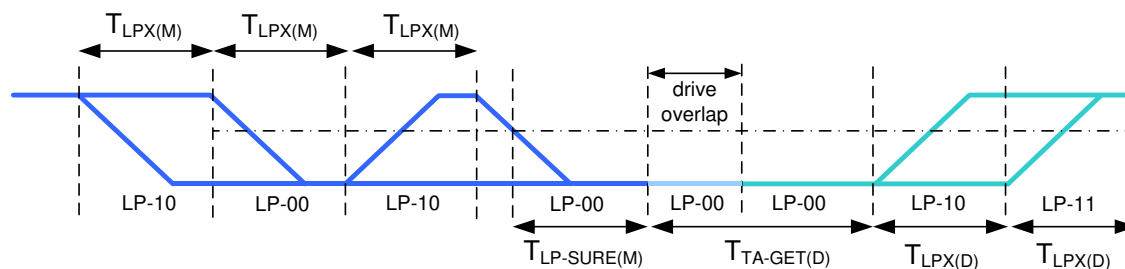 TLPX(M) TLPX(M) TLPX(M)
drive
overlap
LP-10 LP-00 LP-10 LP-00 LP-00 LP-00 LP-10 LP-11
TLP-SURE(M) TTA-GET(D) TLPX(D) TLPX(D)